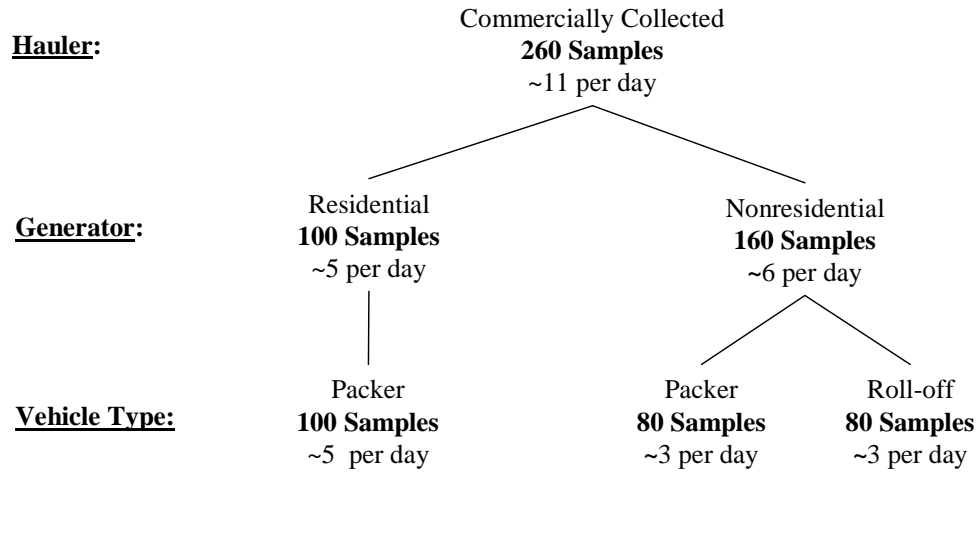 Commercially Collected
Hauler: 260 Samples
~11 per day
Residential
Nonresidential
Generator: 100 Samples
160 Samples
~5 per day
~6 per day
Packer Packer Roll-off
Vehicle Type: 100 Samples 80 Samples 80 Samples
~5 per day ~3 per day ~3 per day